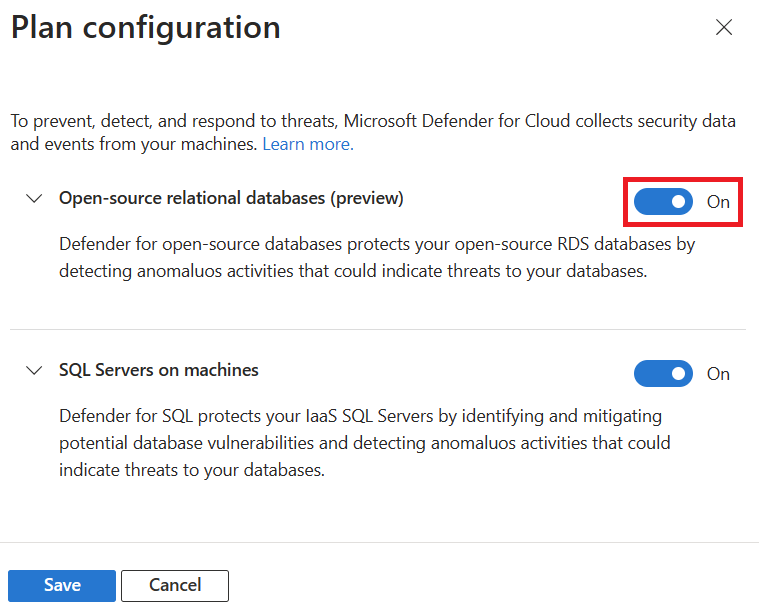 Plan configuration
To prevent, detect, and respond to threats, Microsoft Defender for Cloud collects security data
and events from your machines. Learn more.
Open-source relational databases (preview)
On
Defender for open-source databases protects your open-source RDS databases by
detecting anomaluos activities that could indicate threats to your databases.
SQL Servers on machines
On
Defender for SQL protects your IaaS SQL Servers by identifying and mitigating
potential database vulnerabilities and detecting anomaluos activities that could
indicate threats to your databases.
Save
Cancel